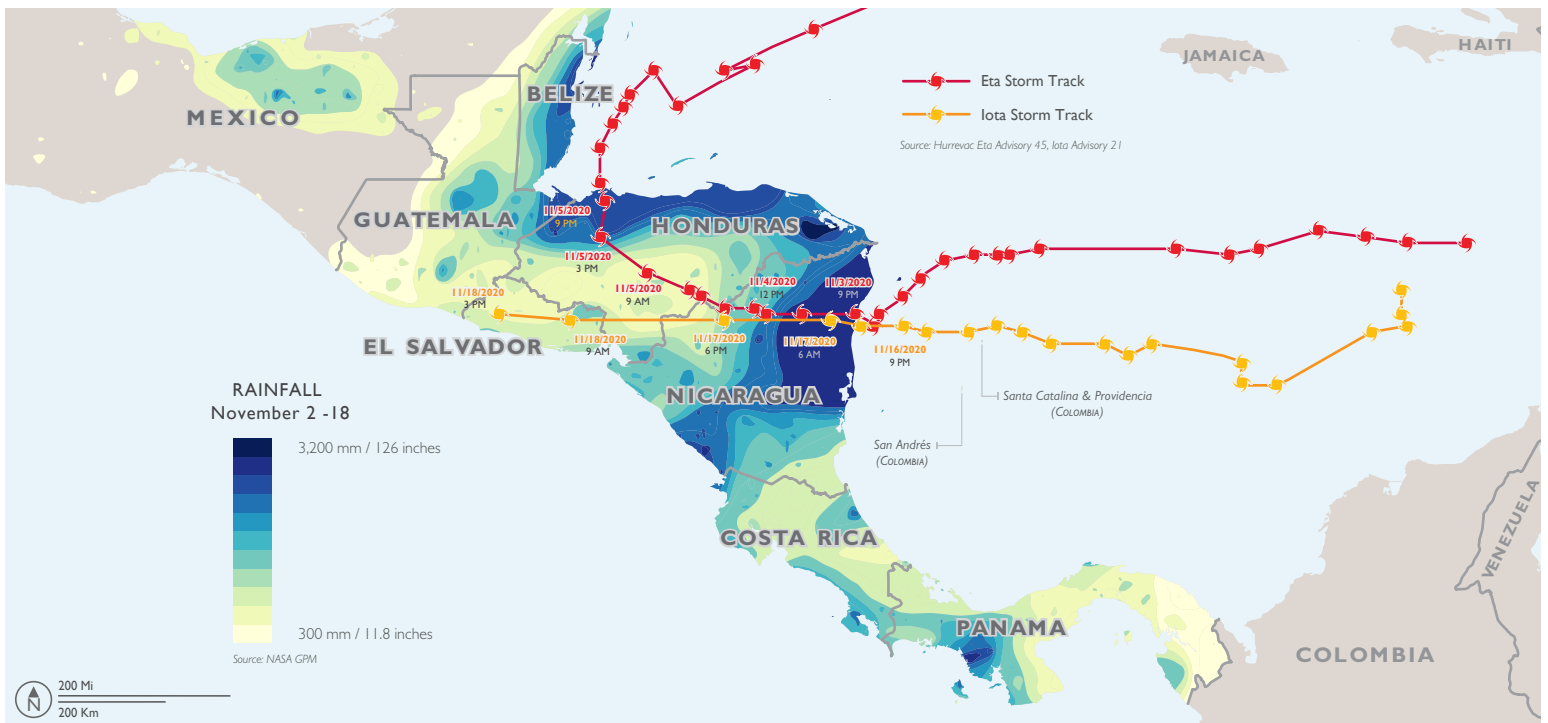 JAMAICA
HAITI
Eta Storm Track
Iota Storm Track
Source: Hurrevac Eta Advisory 45, Iota Advisory 21
MEXICO
BELIZE
GUATEMALA
HONDURAS
11/5/2020
9 PM
11/5/2020
3 PM
11/5/2020
9 AM
11/4/2020
12 PM
11/3/2020
9 PM
11/18/2020
3 PM
11/18/2020
9 AM
11/17/2020
6 PM
11/17/2020
6 AM
11/16/2020
9 PM
EL SALVADOR
NICARAGUA
Santa Catalina & Providencia
(COLOMBIA)
San Andrés
(COLOMBIA)
COSTA RICA
PANAMA
COLOMBIA
VENEZUELA
RAINFALL
November 2 -18
3,200 mm / 126 inches
300 mm / 11.8 inches
Source: NASA GPM
N
200 Mi
200 Km